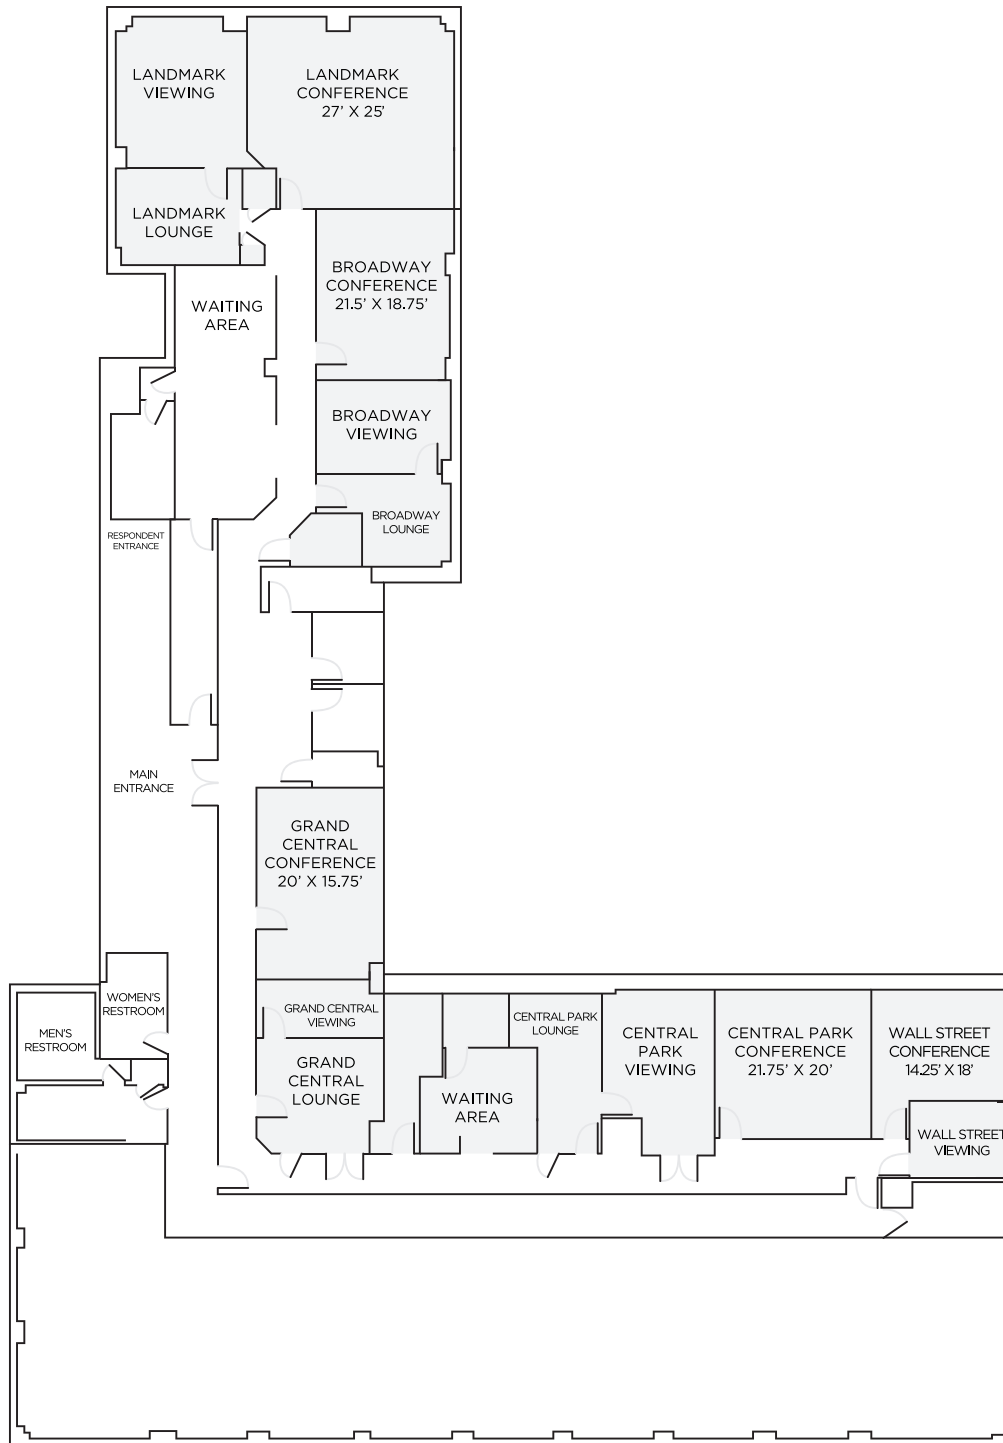 LANDMARK
VIEWING
LANDMARK
CONFERENCE
27’ X 25’
LANDMARK
LOUNGE
BROADWAY
CONFERENCE
21.5’ X 18.75’
WAITING
AREA
BROADWAY
VIEWING
BROADWAY
LOUNGE
RESPONDENT
ENTRANCE
MAIN
ENTRANCE
GRAND
CENTRAL
CONFERENCE
20’ X 15.75’
WOMEN’S
RESTROOM
MEN’S
RESTROOM
GRAND CENTRAL
VIEWING
GRAND
CENTRAL
LOUNGE
CENTRAL PARK
LOUNGE
WAITING
AREA
CENTRAL
PARK
VIEWING
CENTRAL PARK
CONFERENCE
21.75’ X 20’
WALL STREET
CONFERENCE
14.25’ X 18’
WALL STREET
VIEWING